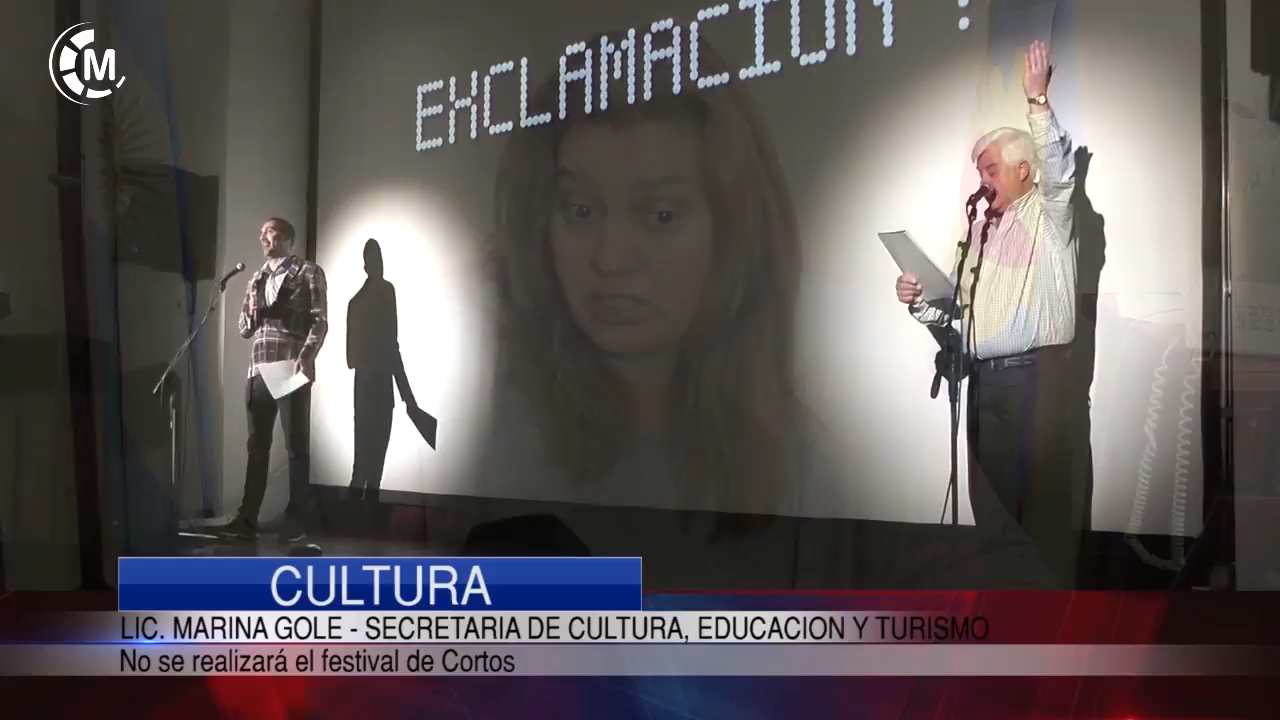 M
EXCLAMACION !
CULTURA
LIC. MARINA GOLE - SECRETARIA DE CULTURA, EDUCACION Y TURISMO
No se realizará el festival de Cortos